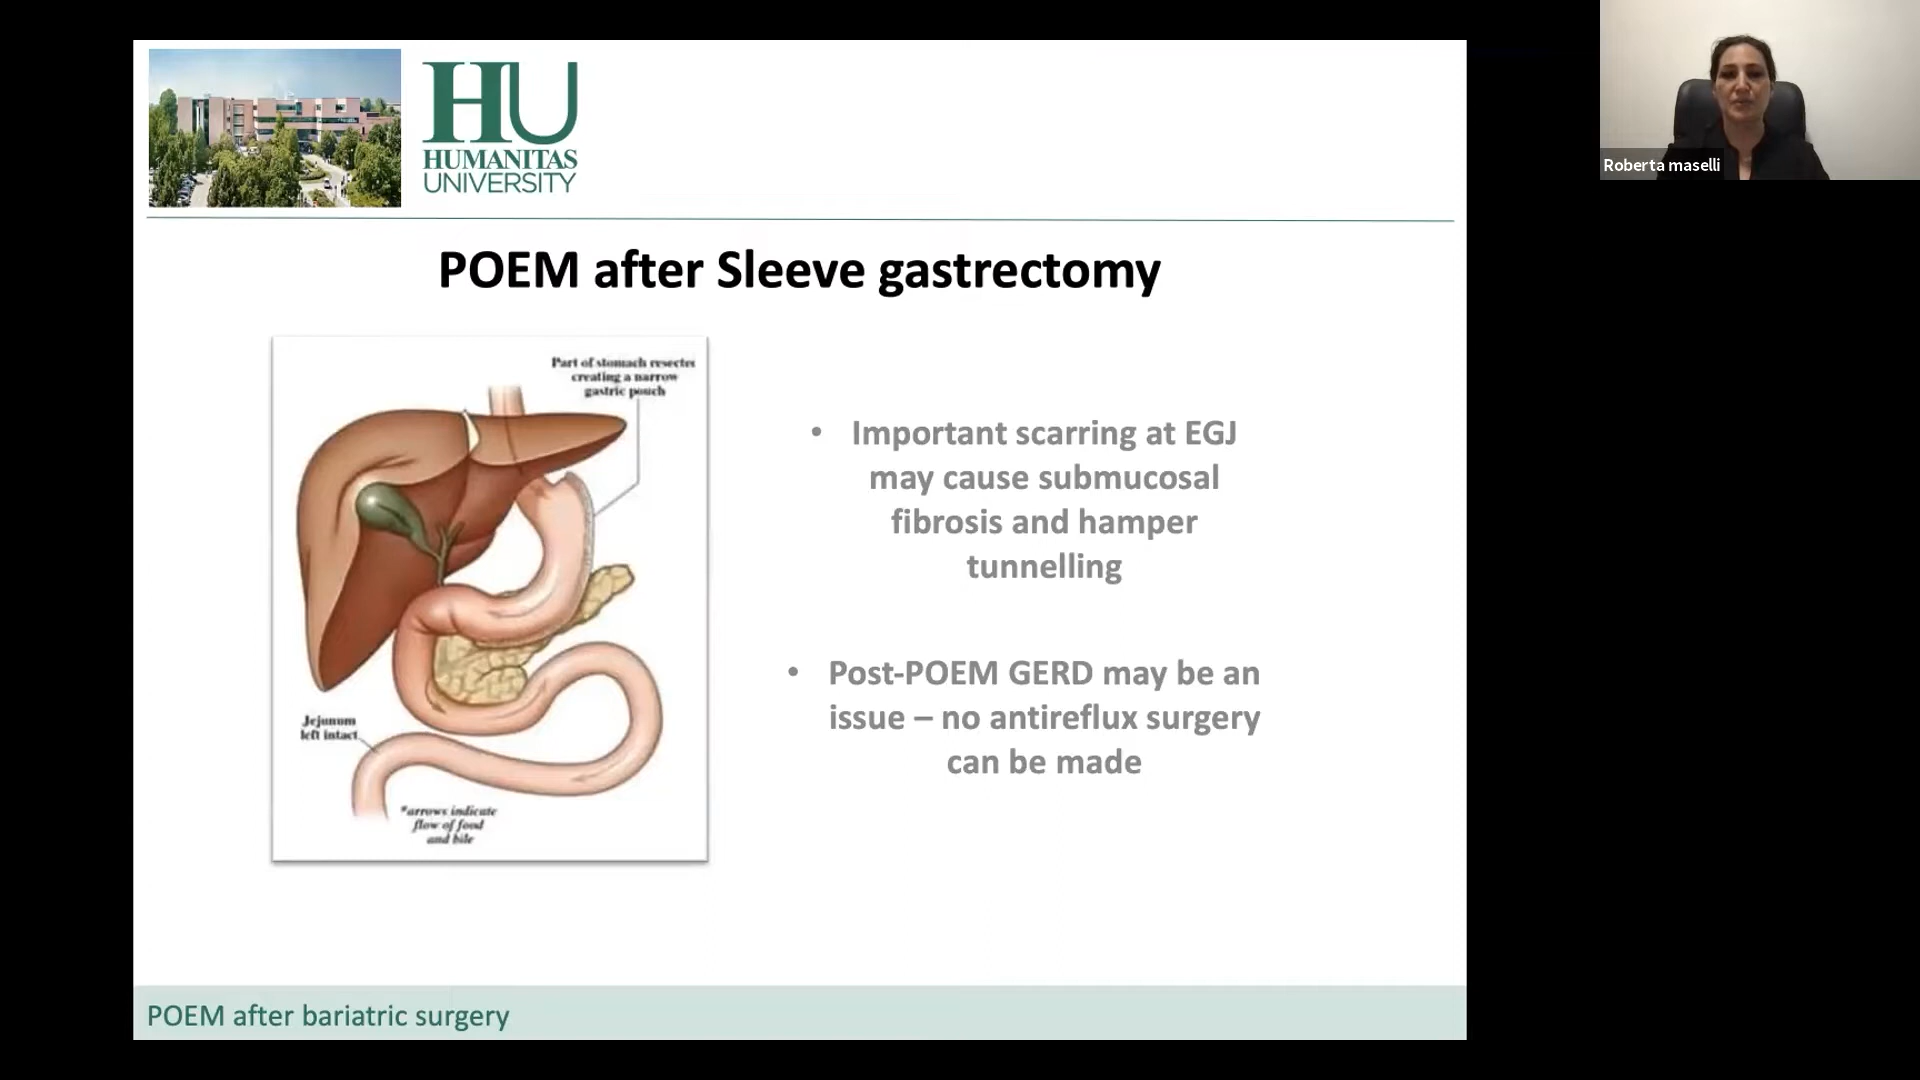 HU
HUMANITAS
UNIVERSITY
Roberta maselli
POEM after Sleeve gastrectomy
Part of stomach resectes
creating a narrow
gastric pouch
Jejunum
left intact
*arrows indicate
flow of food
and bile
• Important scarring at EGJ
may cause submucosal
fibrosis and hamper
tunnelling
• Post-POEM GERD may be an
issue – no antireflux surgery
can be made
POEM after bariatric surgery